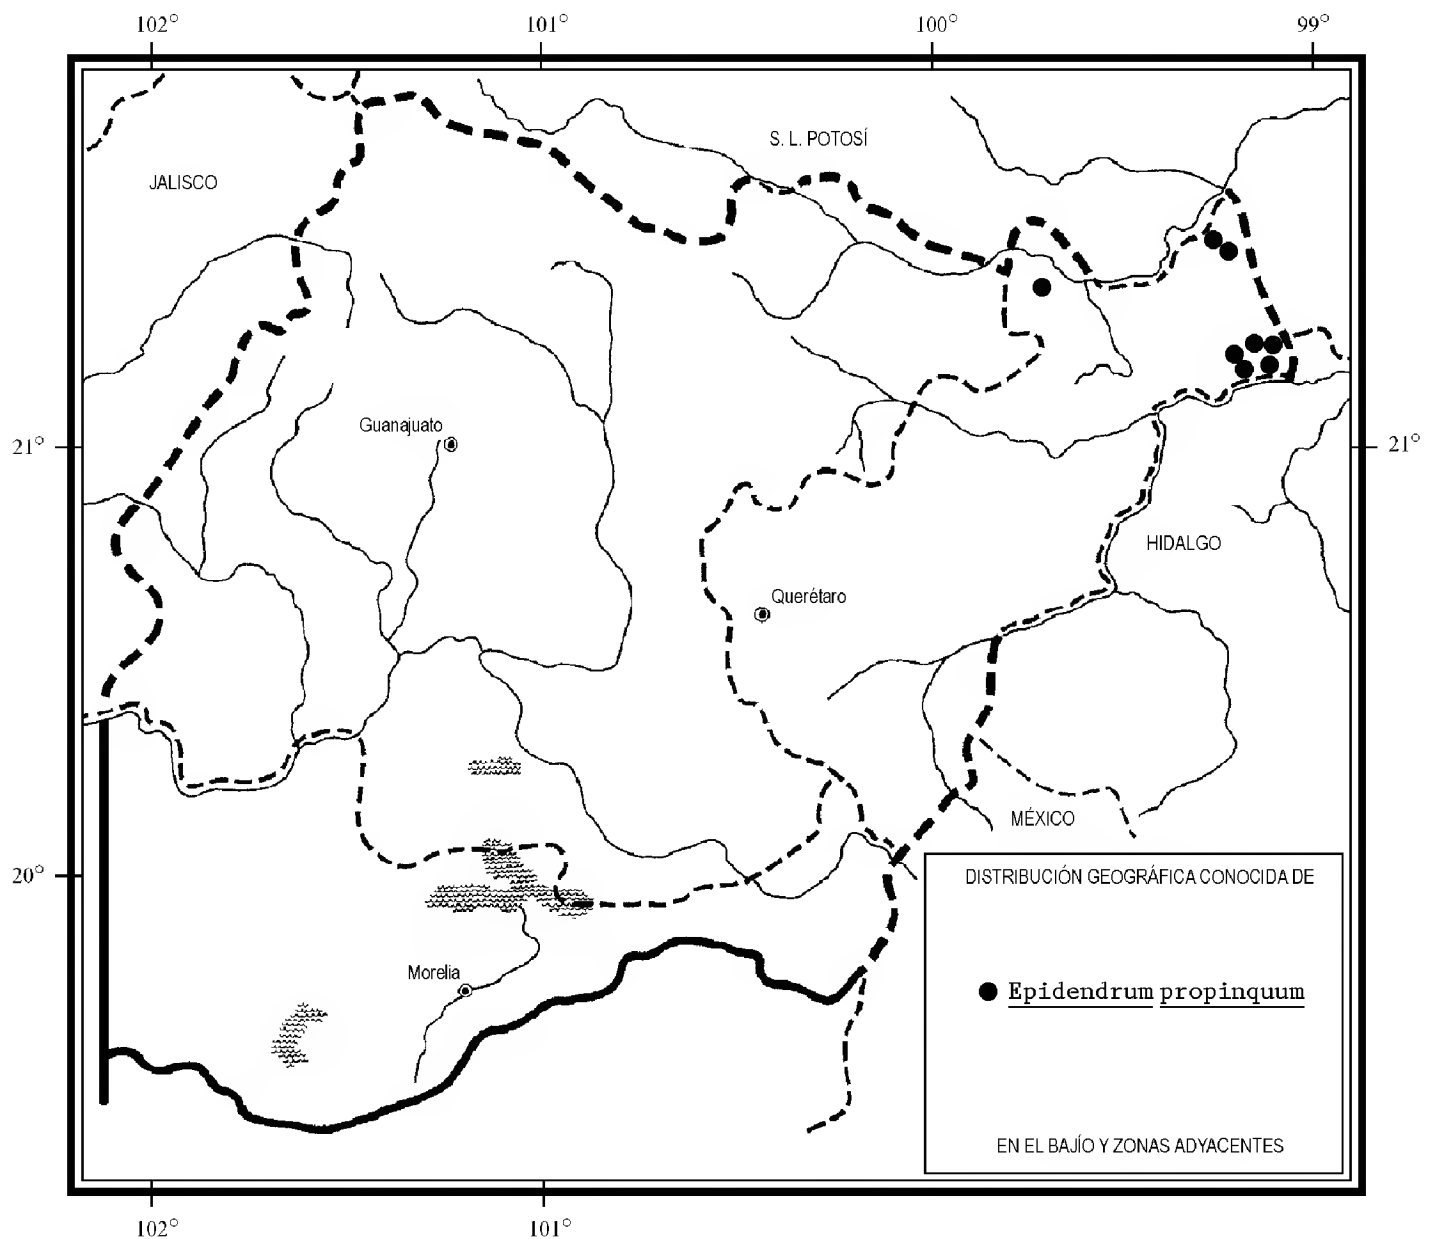 102° 101° 100° 99°
S. L. POTOSÍ
JALISCO
Guanajuato
21° 21°
HIDALGO
Querétaro
MÉXICO
20°
DISTRIBUCIÓN GEOGRÁFICA CONOCIDA DE
Morelia
Epidendrum propinquum
EN EL BAJÍO Y ZONAS ADYACENTES
102° 101°